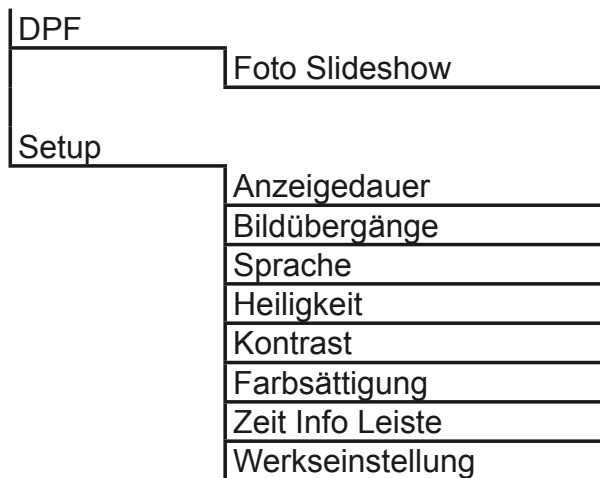 DPF
Foto Slideshow
Setup
Anzeigedauer
Bildübergänge
Sprache
Heiligkeit
Kontrast
Farbsättigung
Zeit Info Leiste
Werkseinstellung